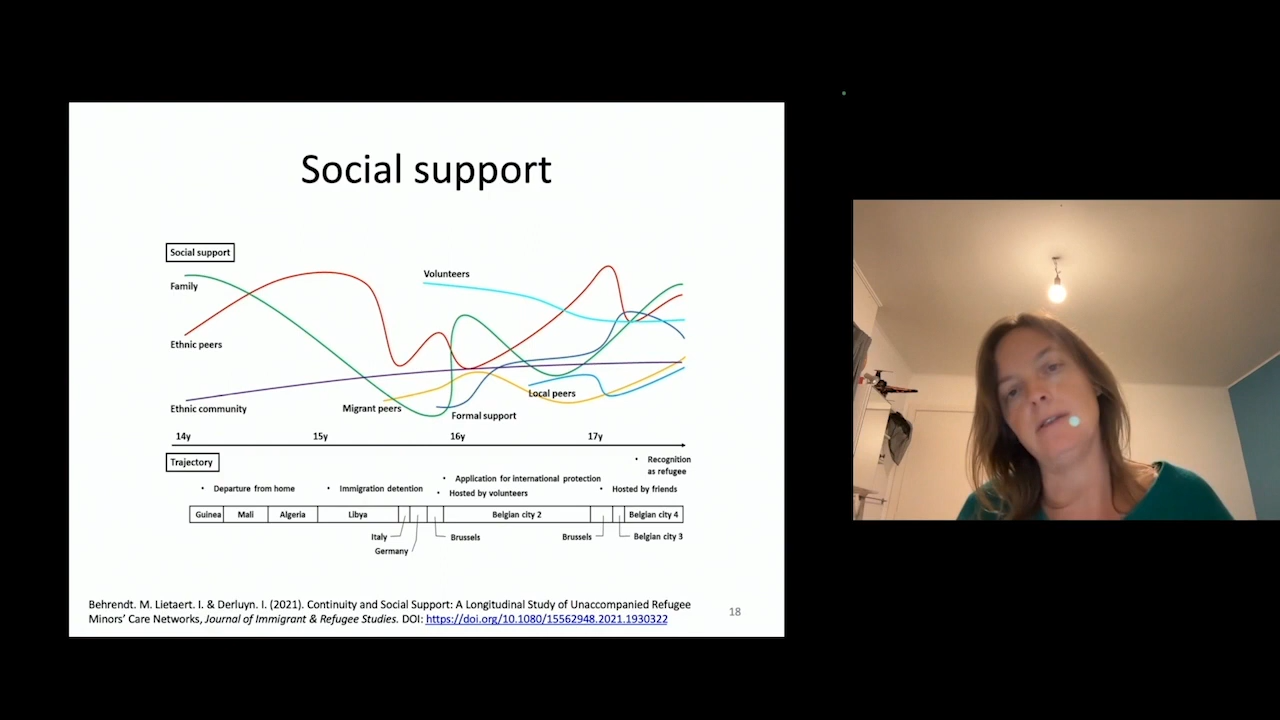 Social support
Social support
Volunteers
Family
Ethnic peers
Local peers
Ethnic community
Migrant peers
Formal support
14y 15y 16y 17y
Trajectory
• Recognition
as refugee
• Application for international protection
• Departure from home
• Immigration detention
• Hosted by volunteers
• Hosted by friends
Guinea Mali Algeria Libya Belgian city 2 Belgian city 4
Italy Brussels Brussels Belgian city 3
Germany
Behrendt. M. Lietaert. I. & Derluyn. I. (2021). Continuity and Social Support: A Longitudinal Study of Unaccompanied Refugee
Minors’ Care Networks, Journal of Immigrant & Refugee Studies. DOI: https://doi.org/10.1080/15562948.2021.1930322
18